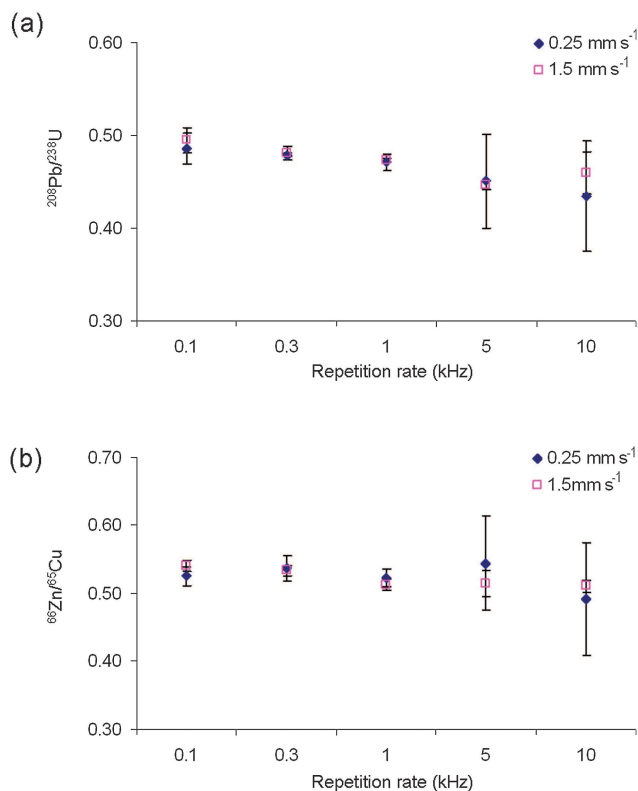 (a)
0.60
0.50
0.40
0.30
²⁰⁸Pb/²³⁸U
0.25 mm s⁻¹
1.5 mm s⁻¹
0.1 0.3 1 5 10
Repetition rate (kHz)
(b)
0.70
0.60
0.50
0.40
0.30
⁶⁶Zn/⁶⁵Cu
0.25 mm s⁻¹
1.5mm s⁻¹
0.1 0.3 1 5 10
Repetition rate (kHz)